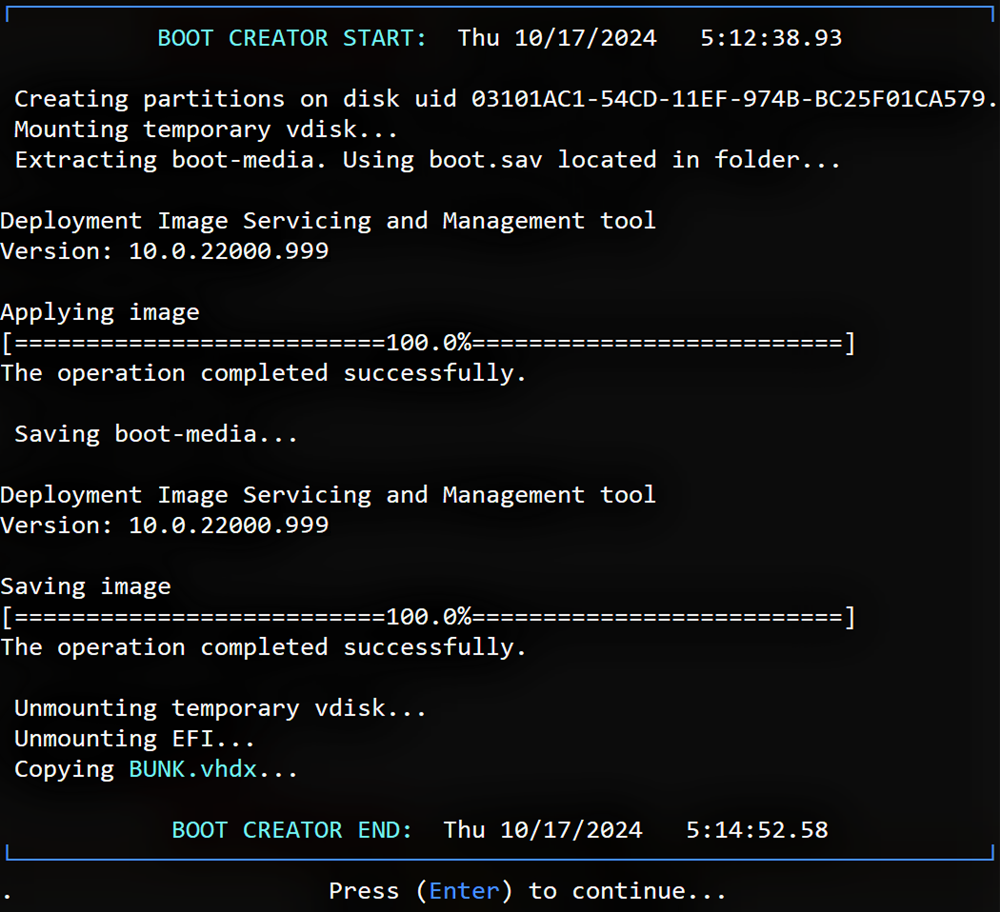 BOOT CREATOR START:  Thu 10/17/2024   5:12:38.93
Creating partitions on disk uid 03101AC1-54CD-11EF-974B-BC25F01CA579.
Mounting temporary vdisk...
Extracting boot-media. Using boot.sav located in folder...
Deployment Image Servicing and Management tool
Version: 10.0.22000.999
Applying image
[==========================100.0%==========================]
The operation completed successfully.
Saving boot-media...
Deployment Image Servicing and Management tool
Version: 10.0.22000.999
Saving image
[==========================100.0%==========================]
The operation completed successfully.
Unmounting temporary vdisk...
Unmounting EFI...
Copying BUNK.vhdx...
BOOT CREATOR END:  Thu 10/17/2024   5:14:52.58
.                      Press (Enter) to continue...